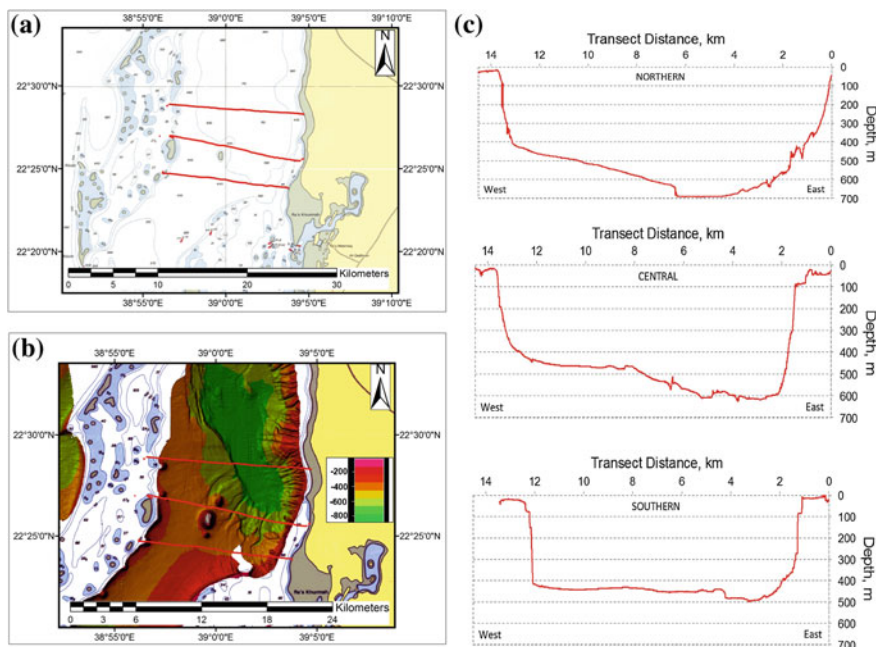 (a)
38°55'0"E 39°0'0"E 39°5'0"E
N
22°30'0"N
22°25'0"N
22°20'0"N
22°30'0"N
22°25'0"N
22°20'0"N
Ra's Khumrah
0 5 10 20 30
Kilometers
38°55'0"E 39°0'0"E 39°5'0"E 39°10'0"E
(b)
38°55'0"E 39°0'0"E 39°5'0"E
N
22°30'0"N
22°25'0"N
22°30'0"N
22°25'0"N
-200
-400
-600
-800
Ra's Khumrah
0 3 6 12 18 24
Kilometers
38°55'0"E 39°0'0"E 39°5'0"E
(c)
Transect Distance, km
14 12 10 8 6 4 2 0
NORTHERN
0
100
200
300
400
500
600
700
Depth, m
West East
Transect Distance, km
14 12 10 8 6 4 2 0
CENTRAL
0
100
200
300
400
500
600
700
Depth, m
West East
Transect Distance, km
14 12 10 8 6 4 2 0
SOUTHERN
0
100
200
300
400
500
600
Depth, m
West East